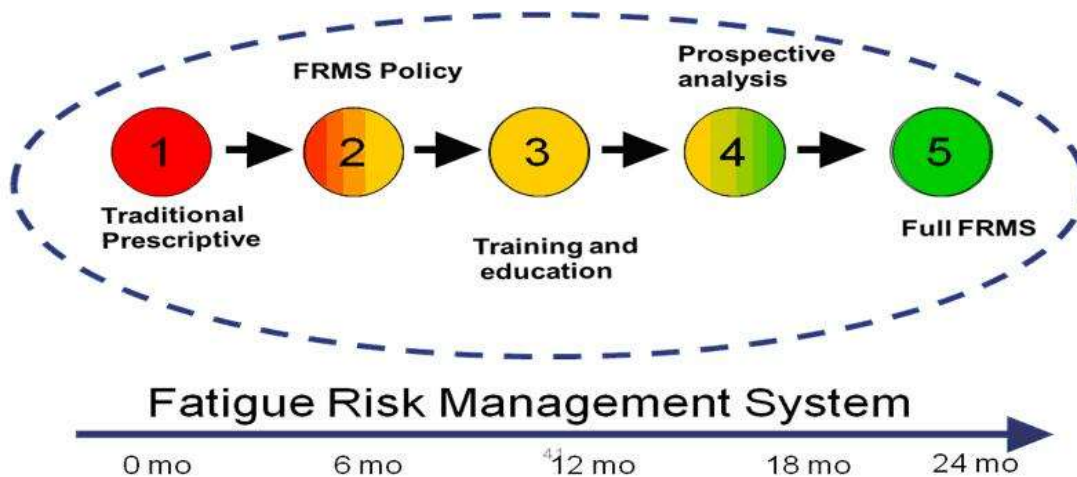 FRMS Policy
Prospective
analysis
1
2
3
4
5
Traditional
Prescriptive
Training and
education
Full FRMS
Fatigue Risk Management System
0 mo
6 mo
12 mo
18 mo
24 mo